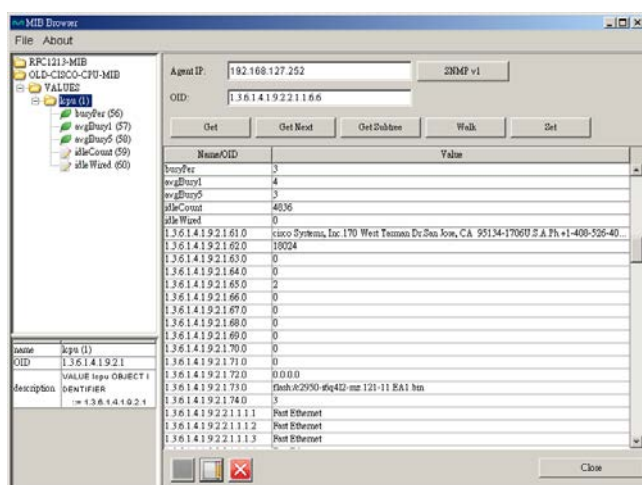 MIB Browser
File About
RFC1213-MIB
OLD-CISCO-CPU-MIB
VALUES
lcpu (1)
busyPer (56)
avgBusy1 (57)
avgBusy5 (58)
idleCount (59)
idleWired (60)
name lcpu (1)
OID 1.3.6.1.4.1.9.2.1
description VALUE lcpu OBJECT I
DENTIFIER
::= 1.3.6.1.4.1.9.2.1
Agent IP: 192.168.127.252 SNMP v1
OID: 1.3.6.1.4.1.9.2.2.1.1.6.6
Get Get Next Get Subtree Walk Set
Name/OID Value
busyPer 3
avgBusy1 4
avgBusy5 3
idleCount 4836
idleWired 0
1.3.6.1.4.1.9.2.1.61.0 cisco Systems, Inc.170 West Tasman Dr.San Jose, CA 95134-1706U.S.A.Ph.+1-408-526-40...
1.3.6.1.4.1.9.2.1.62.0 18024
1.3.6.1.4.1.9.2.1.63.0 0
1.3.6.1.4.1.9.2.1.64.0 0
1.3.6.1.4.1.9.2.1.65.0 2
1.3.6.1.4.1.9.2.1.66.0 0
1.3.6.1.4.1.9.2.1.67.0 0
1.3.6.1.4.1.9.2.1.68.0 0
1.3.6.1.4.1.9.2.1.69.0 0
1.3.6.1.4.1.9.2.1.70.0 0
1.3.6.1.4.1.9.2.1.71.0 0
1.3.6.1.4.1.9.2.1.72.0 0.0.0.0
1.3.6.1.4.1.9.2.1.73.0 flash:/c2950-i6q4l2-mz.121-11.EA1.bin
1.3.6.1.4.1.9.2.1.74.0 3
1.3.6.1.4.1.9.2.2.1.1.1.1 Fast Ethernet
1.3.6.1.4.1.9.2.2.1.1.1.2 Fast Ethernet
1.3.6.1.4.1.9.2.2.1.1.1.3 Fast Ethernet
Close